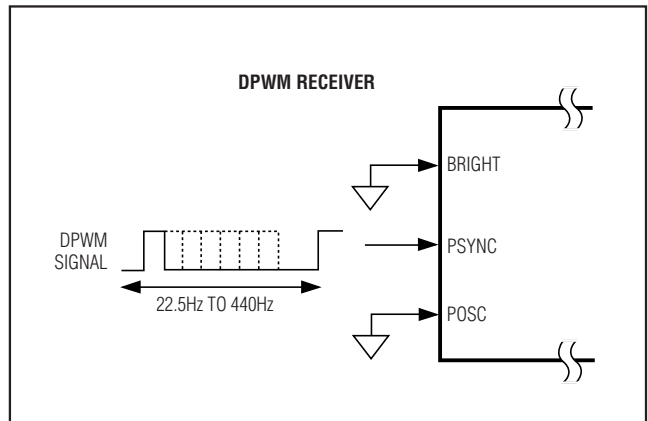 DPWM RECEIVER
BRIGHT
DPWM
SIGNAL
PSYNC
22.5Hz TO 440Hz
POSC